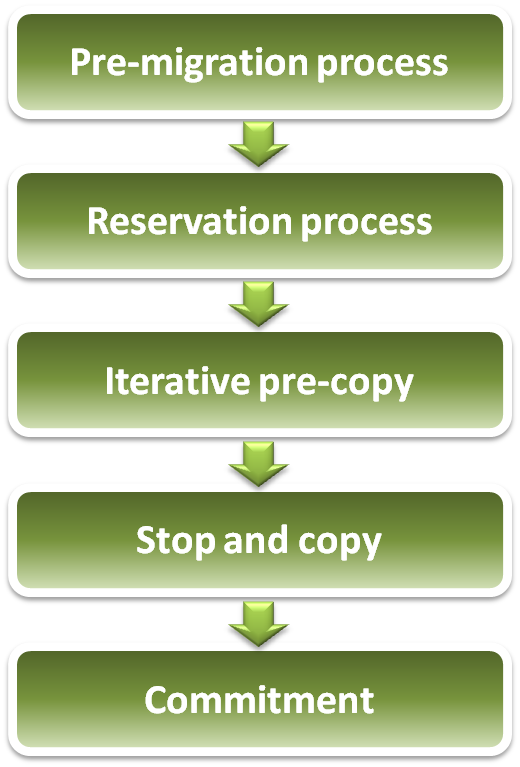 Pre-migration process
Reservation process
Iterative pre-copy
Stop and copy
Commitment